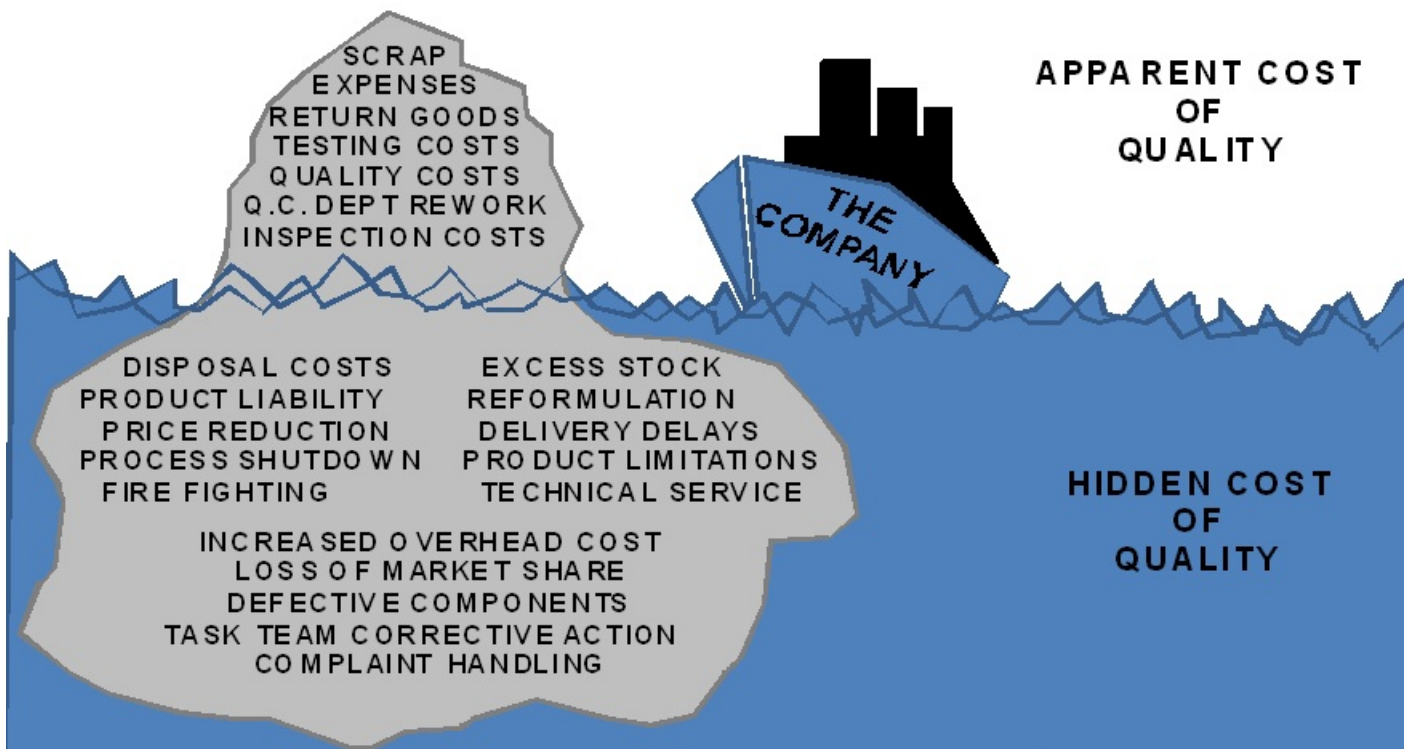 SCRAP
EXPENSES
RETURN GOODS
TESTING COSTS
QUALITY COSTS
Q.C. DEPT REWORK
INSPECTION COSTS
THE
COMPANY
APPARENT COST
OF
QUALITY
DISPOSAL COSTS
PRODUCT LIABILITY
PRICE REDUCTION
PROCESS SHUTDOWN
FIRE FIGHTING
EXCESS STOCK
REFORMULATION
DELIVERY DELAYS
PRODUCT LIMITATIONS
TECHNICAL SERVICE
INCREASED OVERHEAD COST
LOSS OF MARKET SHARE
DEFECTIVE COMPONENTS
TASK TEAM CORRECTIVE ACTION
COMPLAINT HANDLING
HIDDEN COST
OF
QUALITY